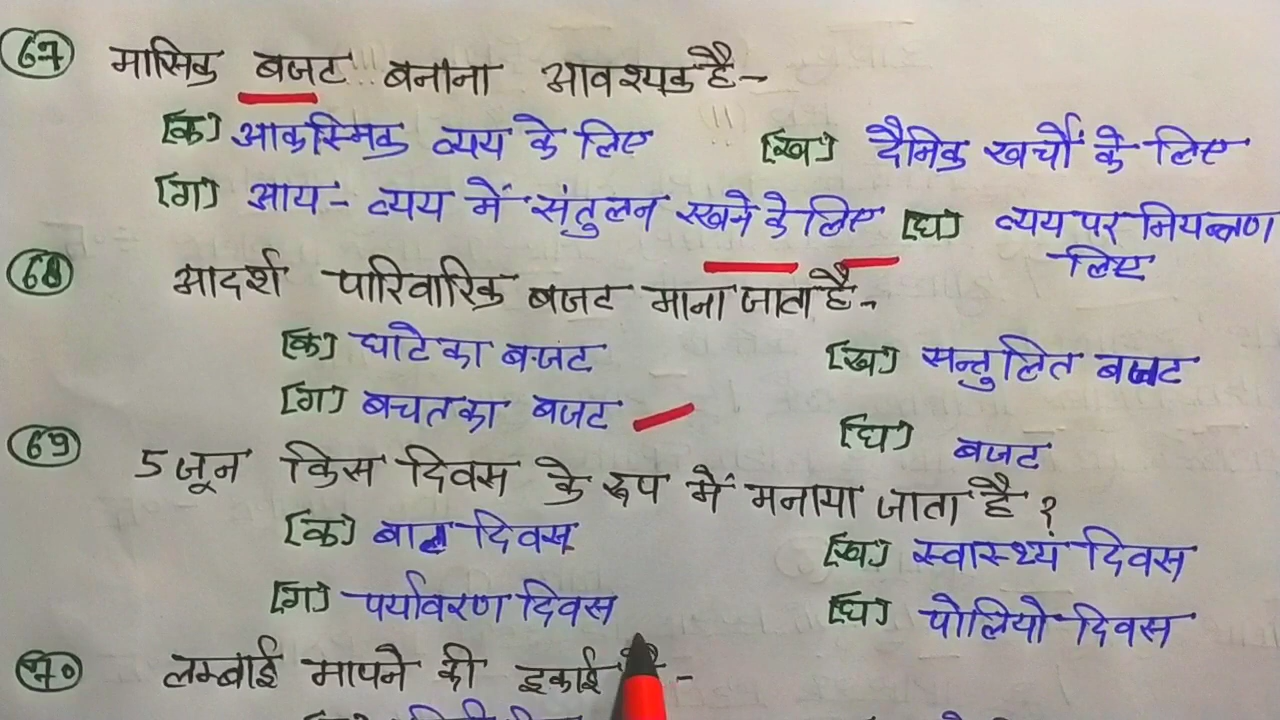 67 मासिक बजट बनाना आवश्यक है-
[क] आकस्मिक व्यय के लिए [ख] दैनिक खर्चों के लिए
[ग] आय-व्यय में संतुलन रखने के लिए [घ] व्यय पर नियन्त्रण लिए
68 आदर्श पारिवारिक बजट माना जाता है-
[क] घाटे का बजट [ख] सन्तुलित बजट
[ग] बचत का बजट [घ] बजट
69 5 जून किस दिवस के रूप में मनाया जाता है?
[क] बाल दिवस [ख] स्वास्थ्य दिवस
[ग] पर्यावरण दिवस [घ] पोलियो दिवस
70 लम्बाई मापने की इकाई है-